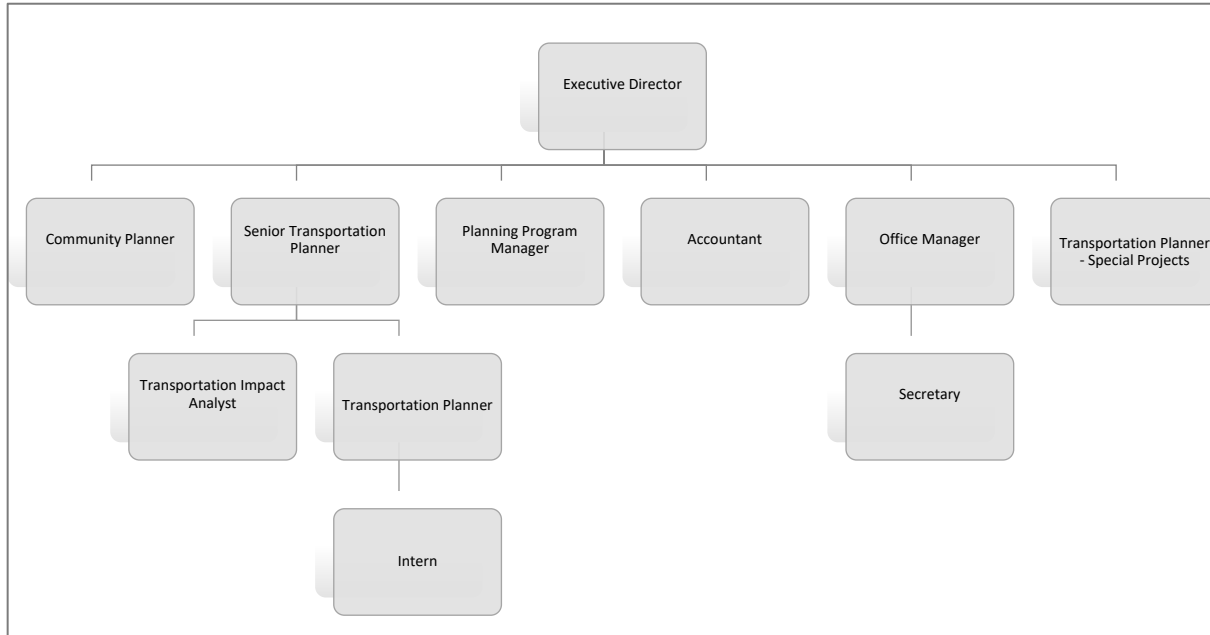 Executive Director
Community Planner
Senior Transportation
Planner
Planning Program
Manager
Accountant
Office Manager
Transportation Planner
- Special Projects
Transportation Impact
Analyst
Transportation Planner
Secretary
Intern